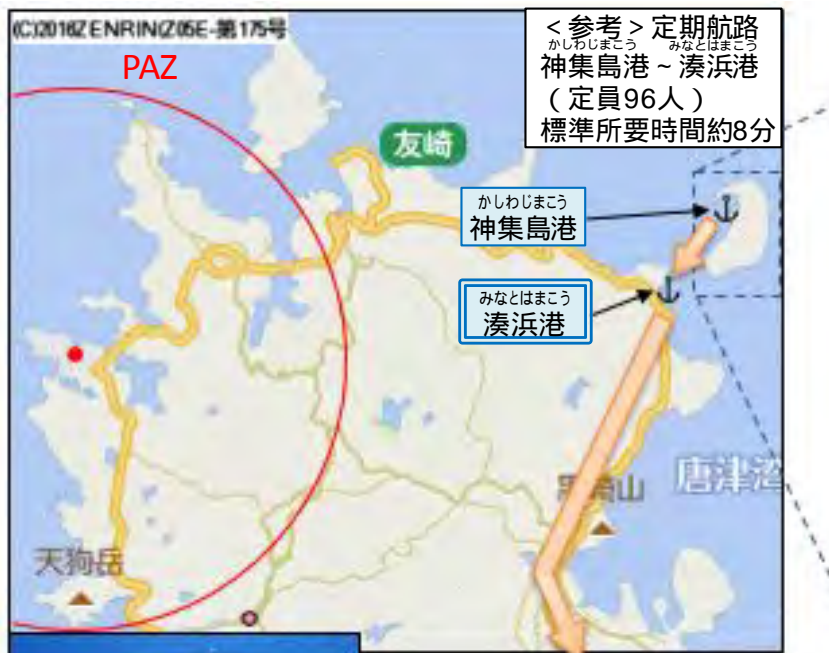 (C)2016ZENRIN(Z05E-第175号
PAZ
<参考>定期航路
かしわじまこう みなとはまこう
神集島港~湊浜港
(定員96人)
標準所要時間約8分
友崎
かしわじまこう
神集島港
みなとはまこう
湊浜港
唐津湾
天狗岳